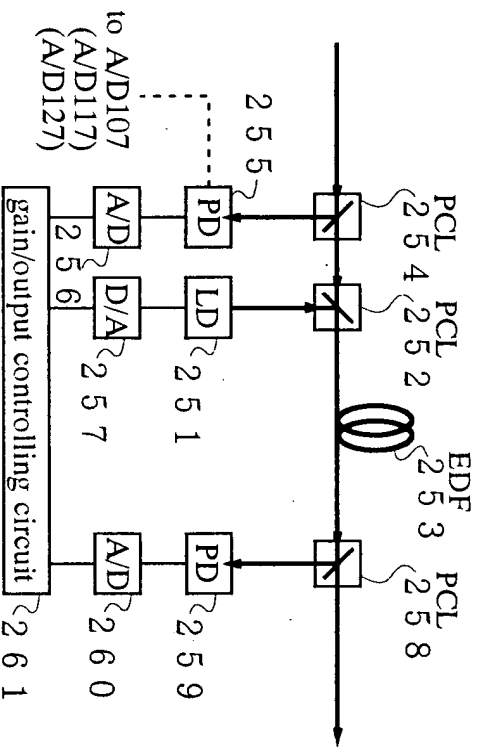 PCL
254
PCL
252
EDF
253
PCL
258
255
PD
LD
251
PD
259
to A/D107
(A/D117)
(A/D127)
A/D
256
D/A
257
A/D
260
gain/output controlling circuit
261